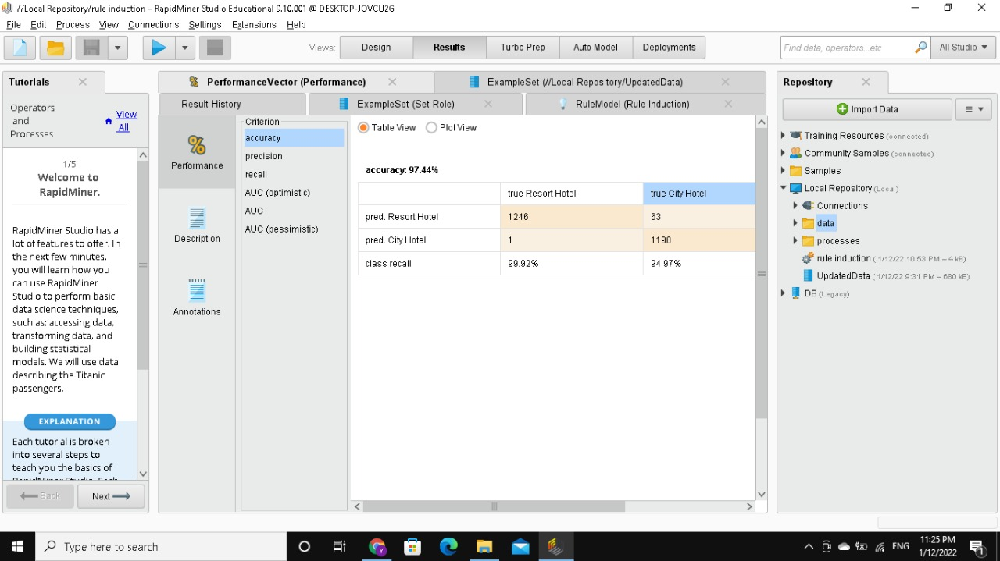 //Local Repository/rule induction – RapidMiner Studio Educational 9.10.001 @ DESKTOP-JOVCU2G
File Edit Process View Connections Settings Extensions Help
Views: Design Results Turbo Prep Auto Model Deployments Find data, operators...etc All Studio
Tutorials
Operators
and
Processes
View
All
1/5
Welcome to
RapidMiner.
RapidMiner Studio has a
lot of features to offer. In
the next few minutes,
you will learn how you
can use RapidMiner
Studio to perform basic
data science techniques,
such as: accessing data,
transforming data, and
building statistical
models. We will use data
describing the Titanic
passengers.
EXPLANATION
Each tutorial is broken
into several steps to
teach you the basics of
RapidMiner Studio. Each
Back Next
PerformanceVector (Performance) ExampleSet (//Local Repository/UpdatedData)
Result History ExampleSet (Set Role) RuleModel (Rule Induction)
%
Performance
Description
Annotations
Criterion
accuracy
precision
recall
AUC (optimistic)
AUC
AUC (pessimistic)
Table View Plot View
accuracy: 97.44%
true Resort Hotel true City Hotel
pred. Resort Hotel 1246 63
pred. City Hotel 1 1190
class recall 99.92% 94.97%
Repository
Import Data
Training Resources (connected)
Community Samples (connected)
Samples
Local Repository (Local)
Connections
data
processes
rule induction (1/12/22 10:53 PM – 4 kB)
UpdatedData (1/12/22 9:31 PM – 680 kB)
DB (Legacy)
Type here to search
ENG
11:25 PM
1/12/2022
1